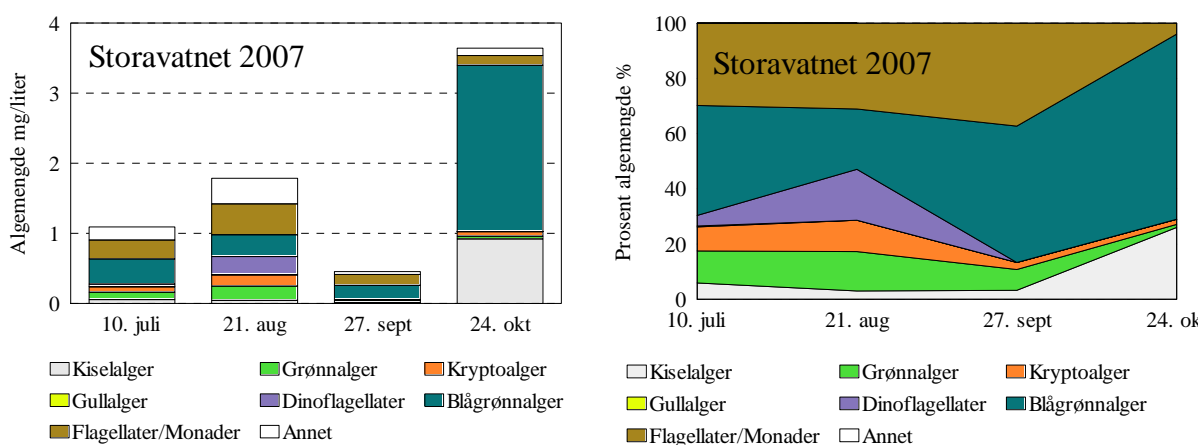 Storavatnet 2007
Algemengde mg/liter
4
3
2
1
0
10. juli 21. aug 27. sept 24. okt
Kiselalger Grønnalger Kryptoalger
Gullalger Dinoflagellater Blågrønnalger
Flagellater/Monader Annet
Storavatnet 2007
Prosent algemengde %
100
80
60
40
20
0
10. juli 21. aug 27. sept 24. ok
Kiselalger Grønnalger Kryptoalger
Gullalger Dinoflagellater Blågrønnalger
Flagellater/Monader Annet